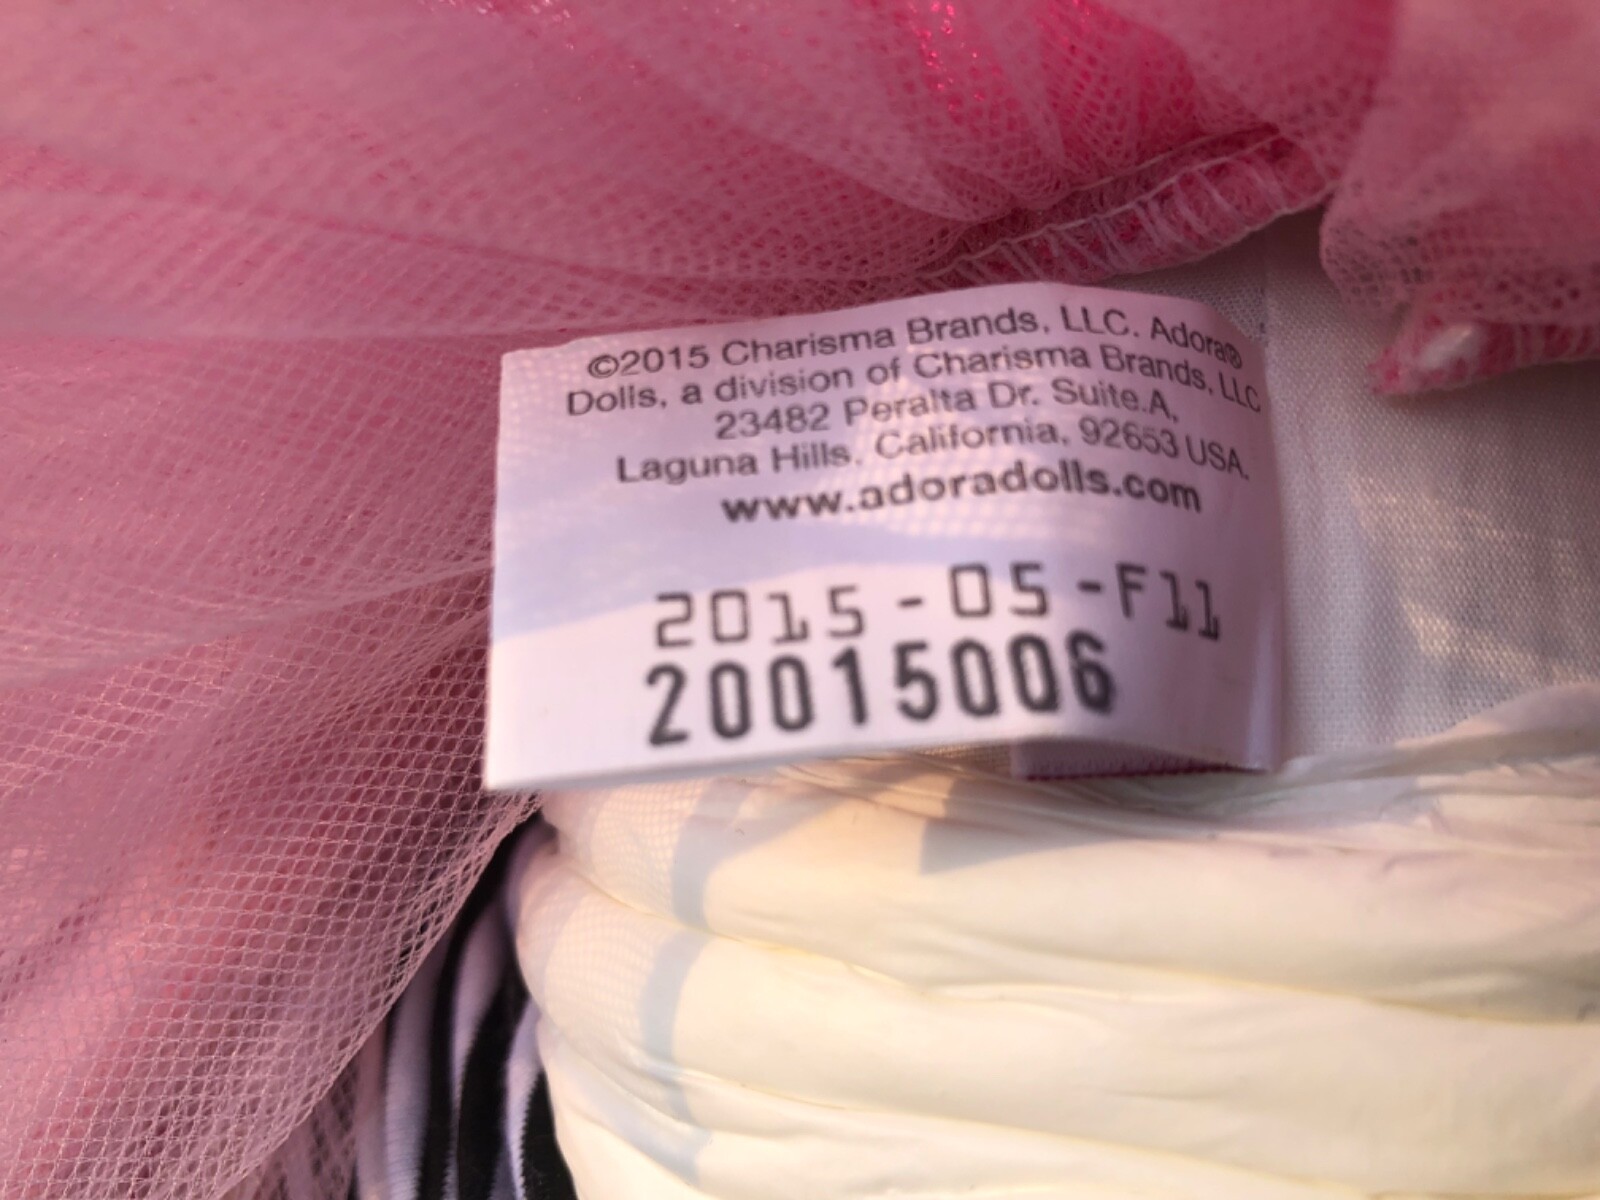 ©2015 Charisma Brands, LLC. Adora®
Dolls, a division of Charisma Brands, LLC
23482 Peralta Dr. Suite.A,
Laguna Hills, California, 92653 USA.
www.adoradolls.com
2015-05-F11
20015006